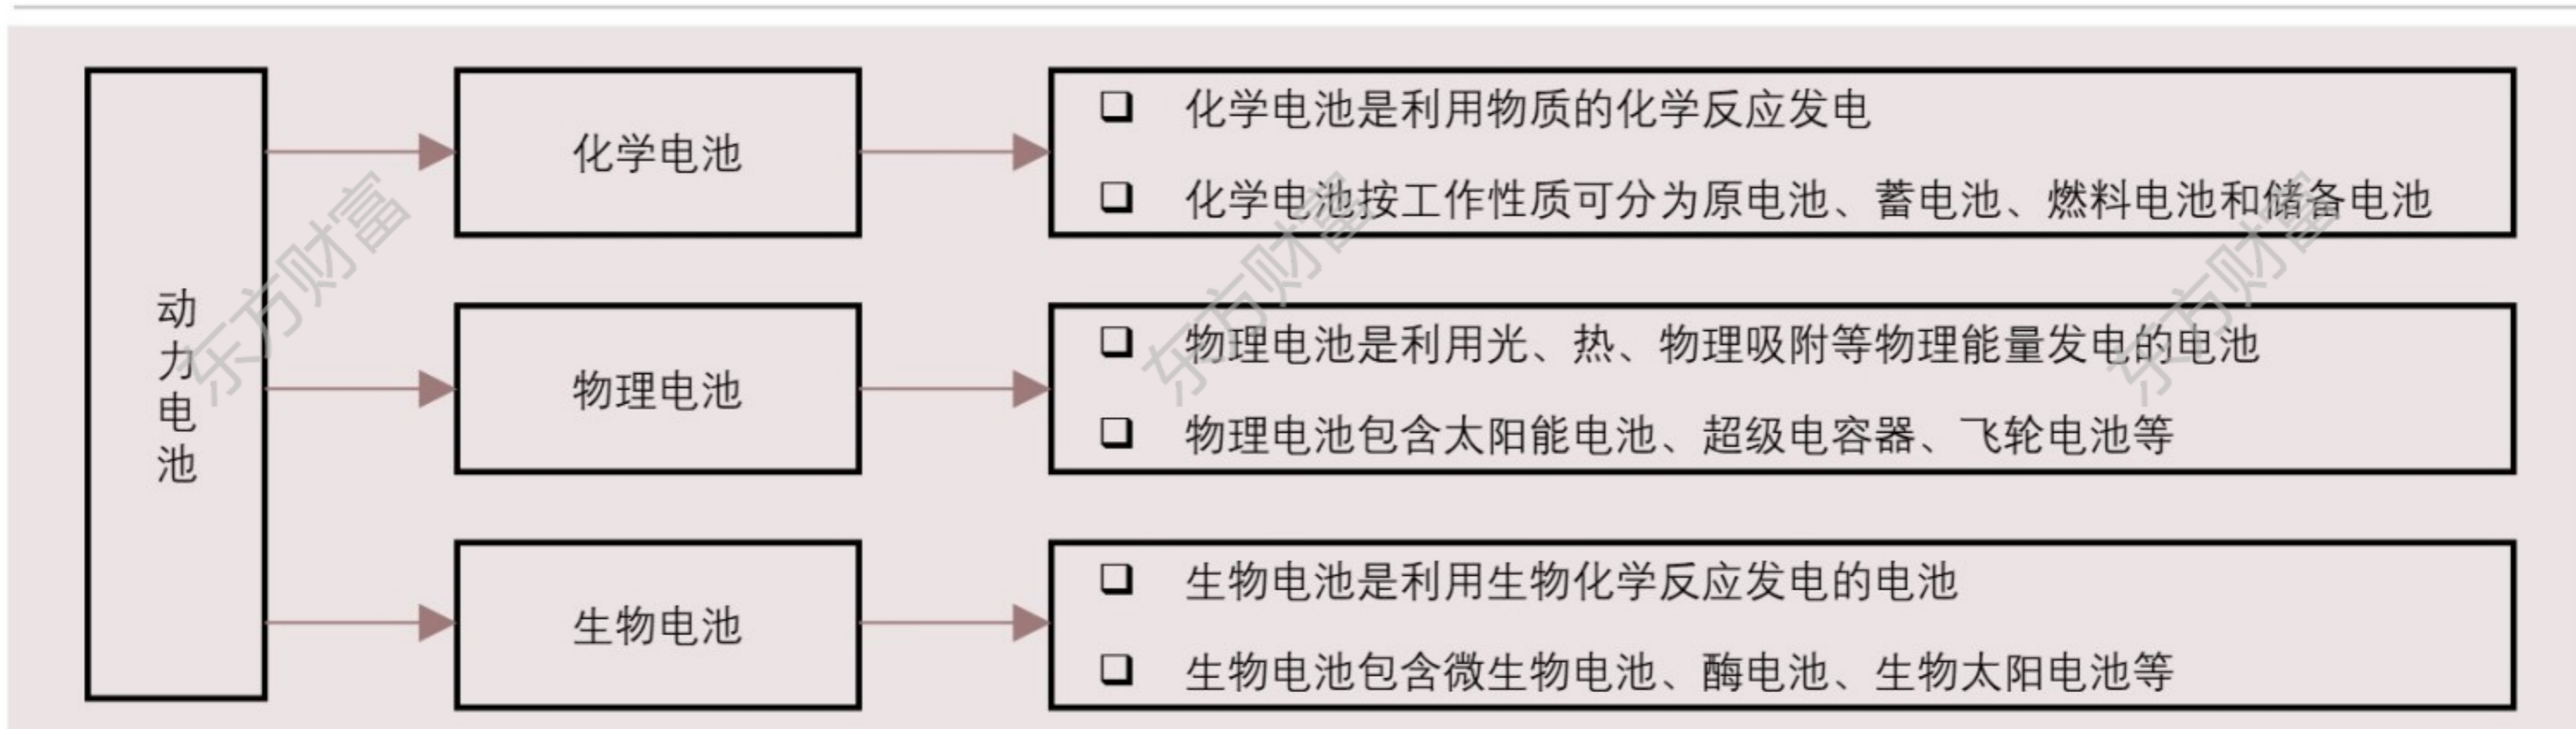 动力电池
化学电池
化学电池是利用物质的化学反应发电
化学电池按工作性质可分为原电池、蓄电池、燃料电池和储备电池
物理电池
物理电池是利用光、热、物理吸附等物理能量发电的电池
物理电池包含太阳能电池、超级电容器、飞轮电池等
生物电池
生物电池是利用生物化学反应发电的电池
生物电池包含微生物电池、酶电池、生物太阳电池等
东方财富
东方财富
东方财富